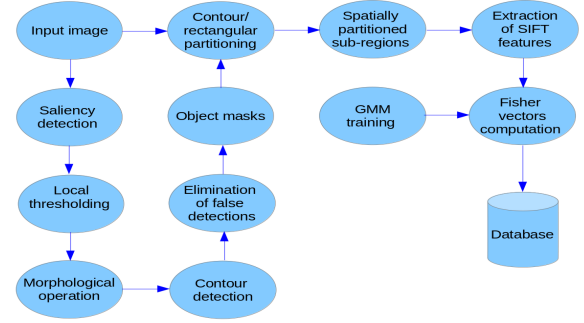 Input image
Contour/
rectangular
partitioning
Spatially
partitioned
sub-regions
Extraction
of SIFT
features
Saliency
detection
Object masks
GMM
training
Fisher
vectors
computation
Local
thresholding
Elimination
of false
detections
Database
Morphological
operation
Contour
detection